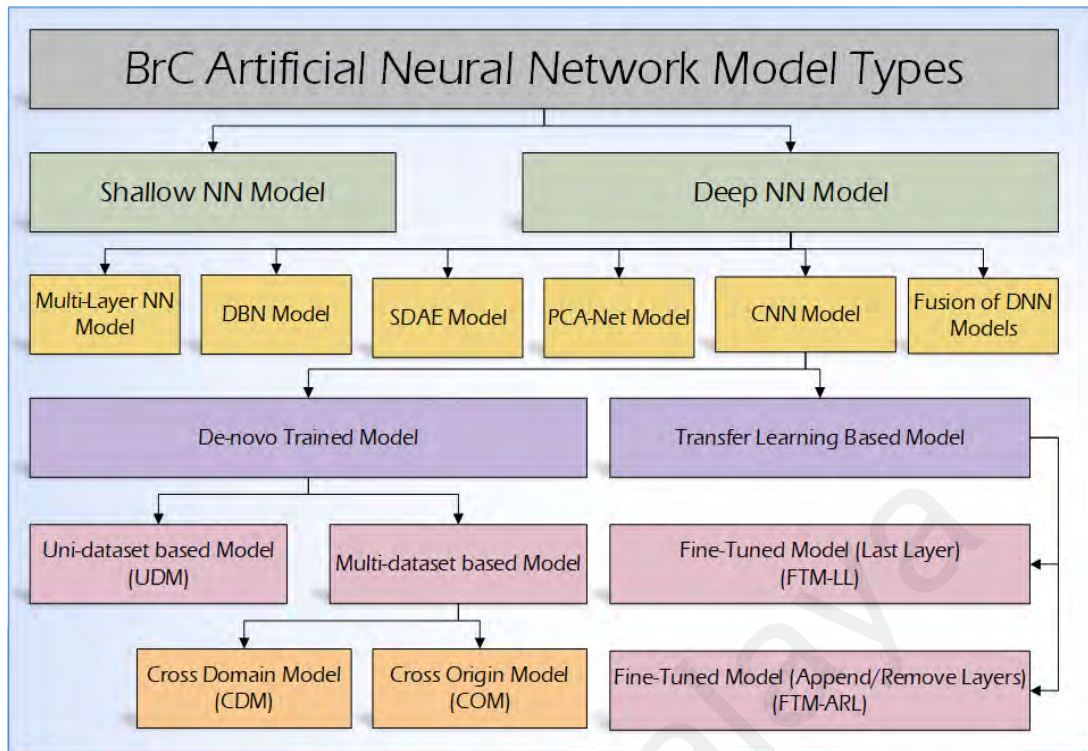 BrC Artificial Neural Network Model Types
Shallow NN Model
Deep NN Model
Multi-Layer NN
Model
DBN Model
SDAE Model
PCA-Net Model
CNN Model
Fusion of DNN
Models
De-novo Trained Model
Transfer Learning Based Model
Uni-dataset based Model
(UDM)
Multi-dataset based Model
Fine-Tuned Model (Last Layer)
(FTM-LL)
Cross Domain Model
(CDM)
Cross Origin Model
(COM)
Fine-Tuned Model (Append/Remove Layers)
(FTM-ARL)